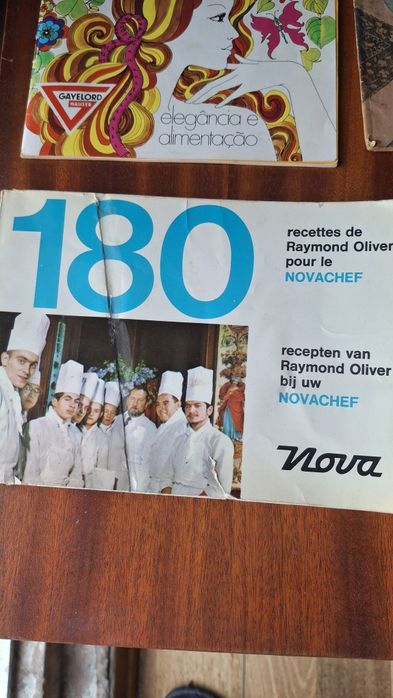 GAYELORD
HAUSER
elegância e
alimentação
180
recettes de
Raymond Oliver
pour le
NOVACHEF
recepten van
Raymond Oliver
bij uw
NOVACHEF
Nova